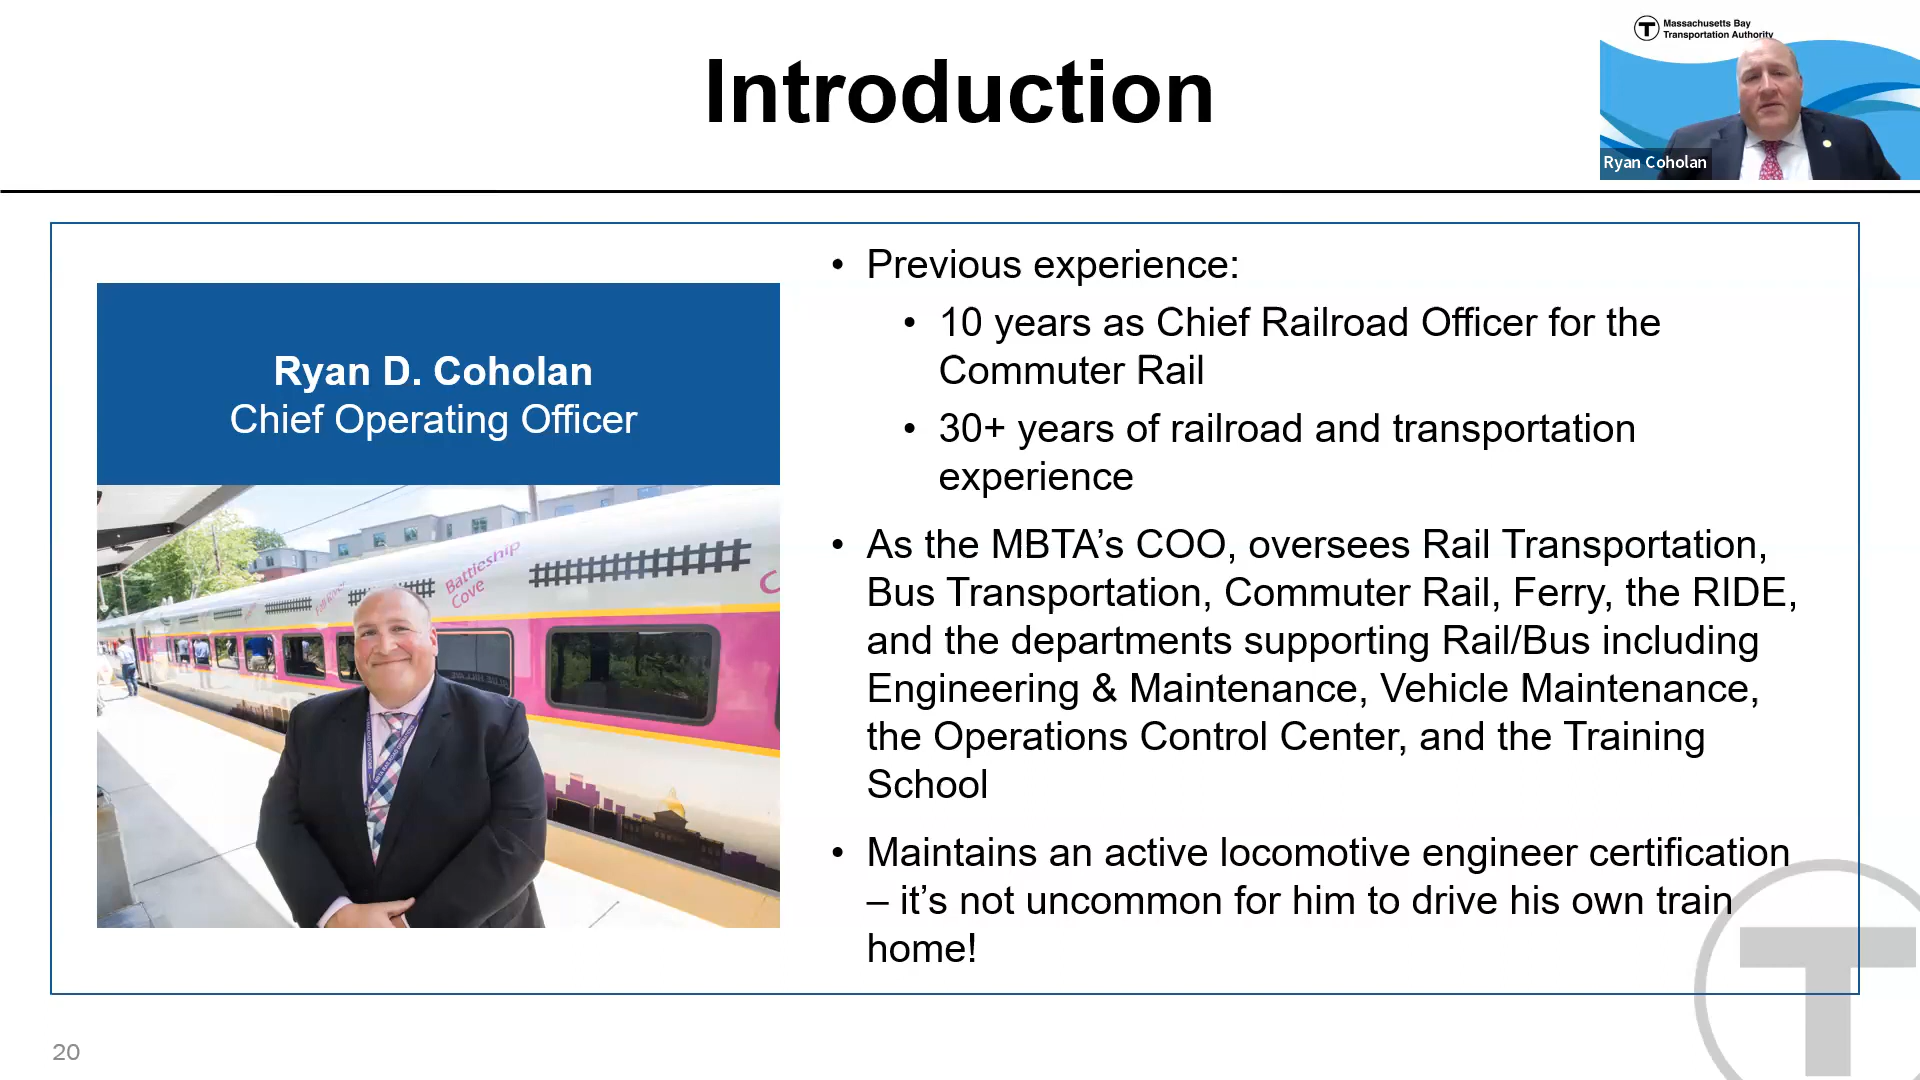 Introduction
Massachusetts Bay
Transportation Authority
Ryan Coholan
Ryan D. Coholan
Chief Operating Officer
Battleship
Cove
• Previous experience:
• 10 years as Chief Railroad Officer for the
Commuter Rail
• 30+ years of railroad and transportation
experience
• As the MBTA’s COO, oversees Rail Transportation,
Bus Transportation, Commuter Rail, Ferry, the RIDE,
and the departments supporting Rail/Bus including
Engineering & Maintenance, Vehicle Maintenance,
the Operations Control Center, and the Training
School
• Maintains an active locomotive engineer certification
– it’s not uncommon for him to drive his own train
home!
T
20